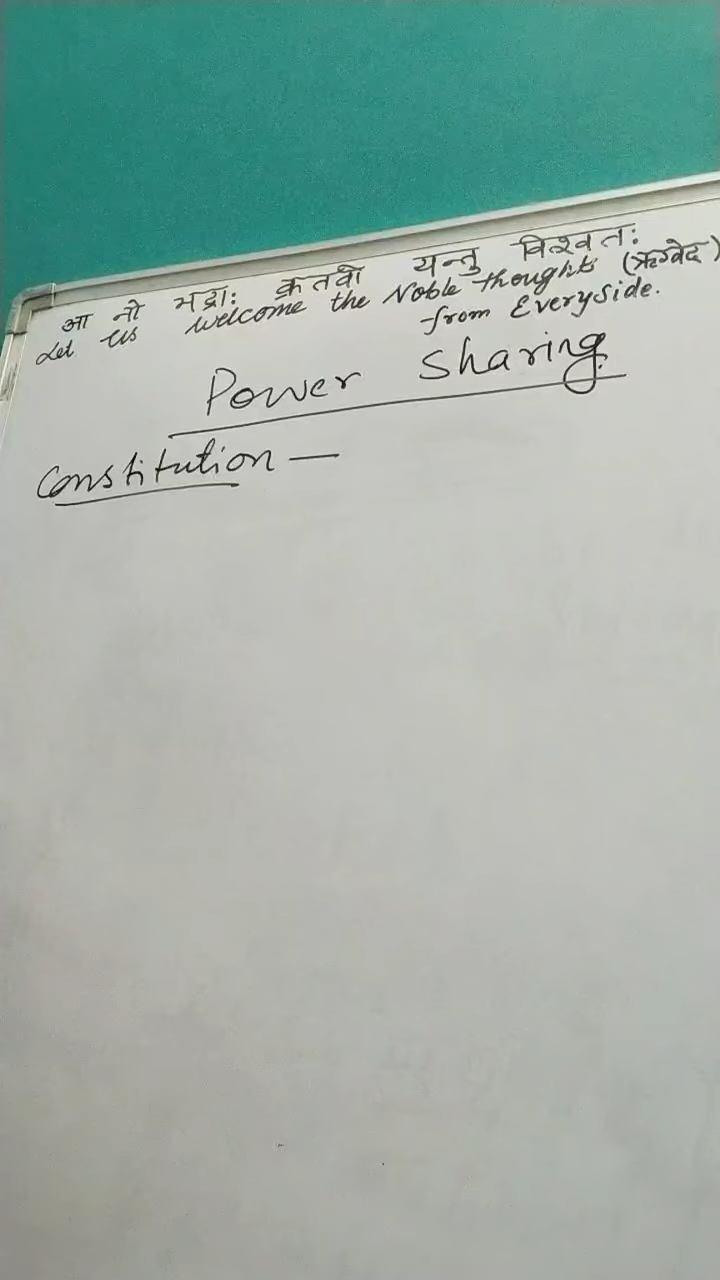 आ नो भद्राः क्रतवो यन्तु विश्वतः (ऋग्वेद)
Let us welcome the Noble thoughts
from Everyside.
Power Sharing
Constitution —